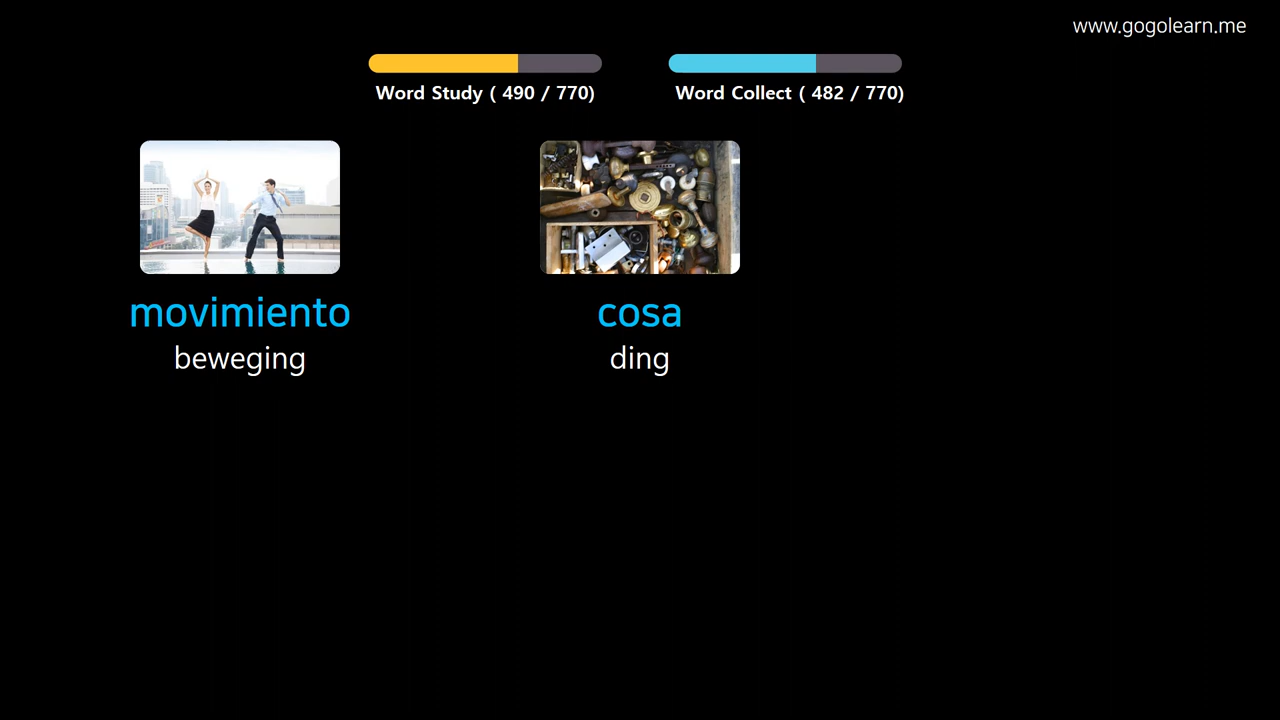 www.gogolearn.me
Word Study ( 490 / 770)
Word Collect ( 482 / 770)
movimiento
beweging
cosa
ding